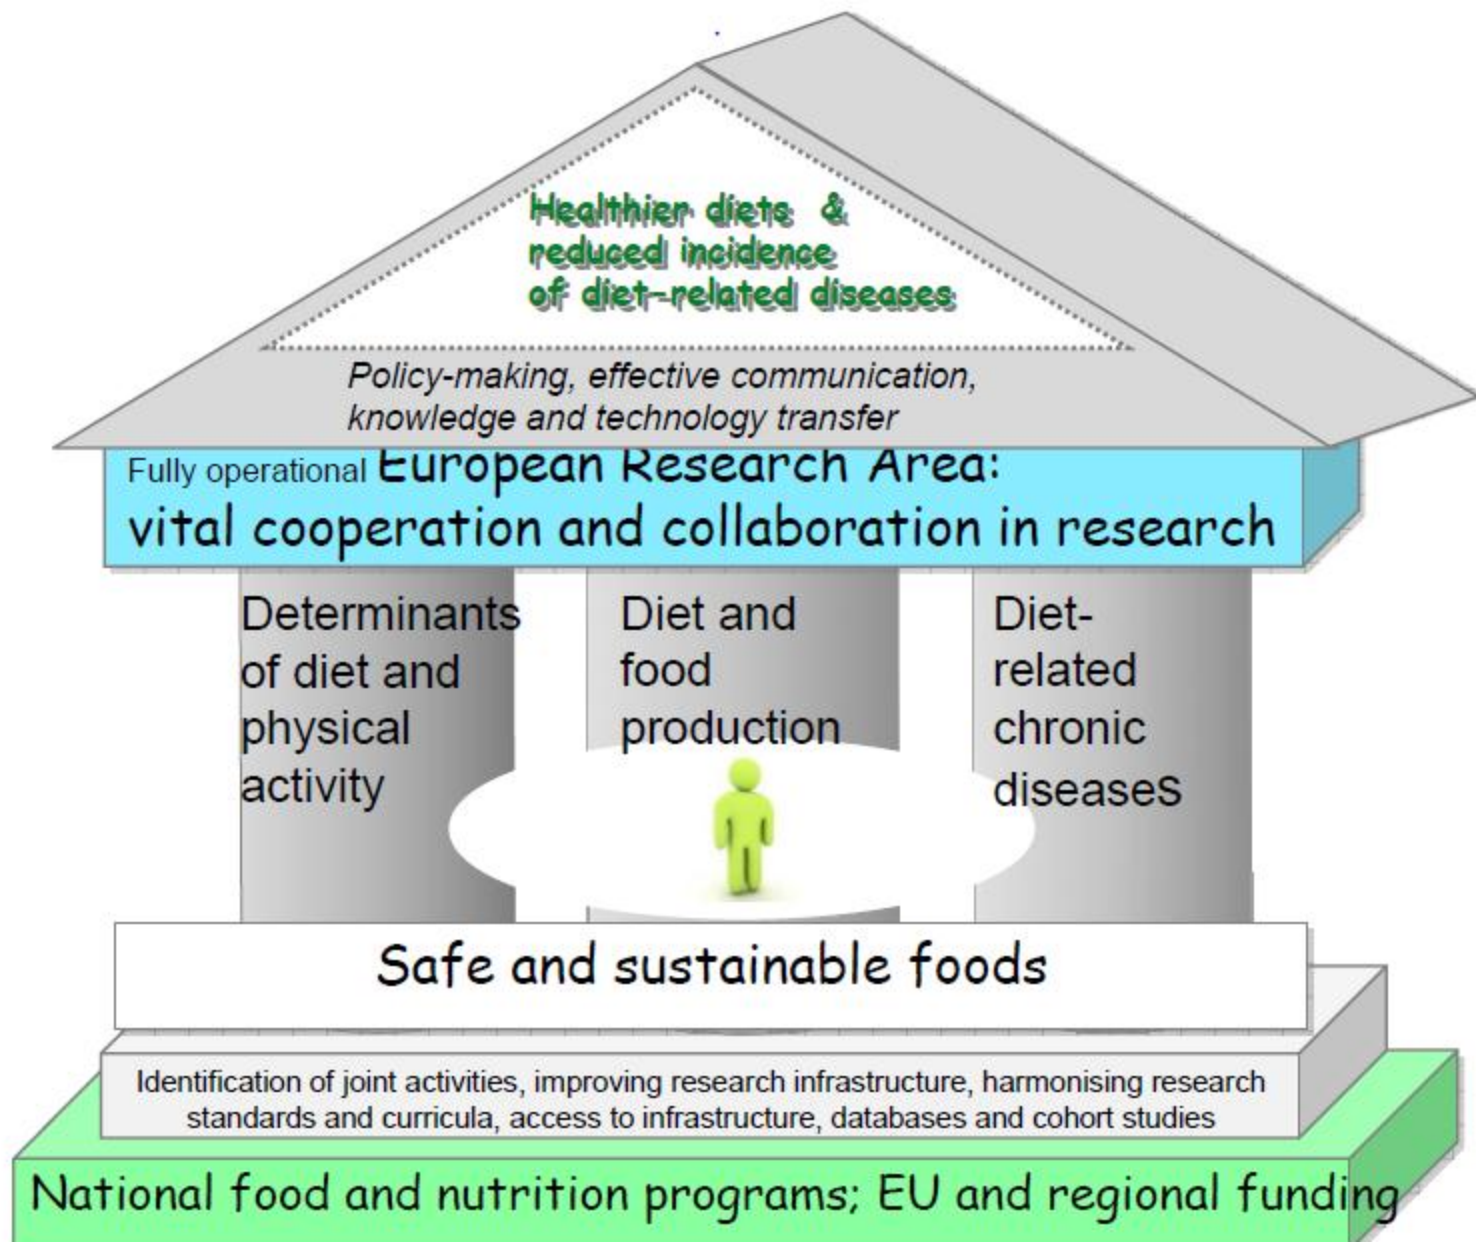 Healthier diets &
reduced incidence
of diet-related diseases
Policy-making, effective communication,
knowledge and technology transfer
Fully operational European Research Area:
vital cooperation and collaboration in research
Determinants
of diet and
physical
activity
Diet and
food
production
Diet-
related
chronic
diseases
Safe and sustainable foods
Identification of joint activities, improving research infrastructure, harmonising research
standards and curricula, access to infrastructure, databases and cohort studies
National food and nutrition programs; EU and regional funding